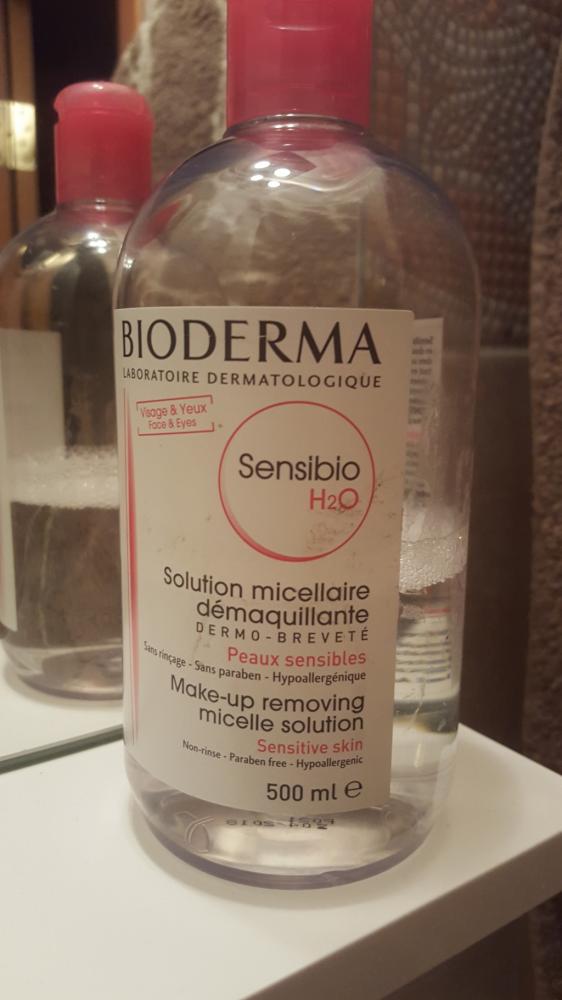 BIODERMA
LABORATOIRE DERMATOLOGIQUE
Visage & Yeux
Face & Eyes
Sensibio
H2O
Solution micellaire
démaquillante
DERMO-BREVETÉ
Peaux sensibles
Sans rinçage - Sans paraben - Hypoallergénique
Make-up removing
micelle solution
Sensitive skin
Non-rinse - Paraben free - Hypoallergenic
500 ml e